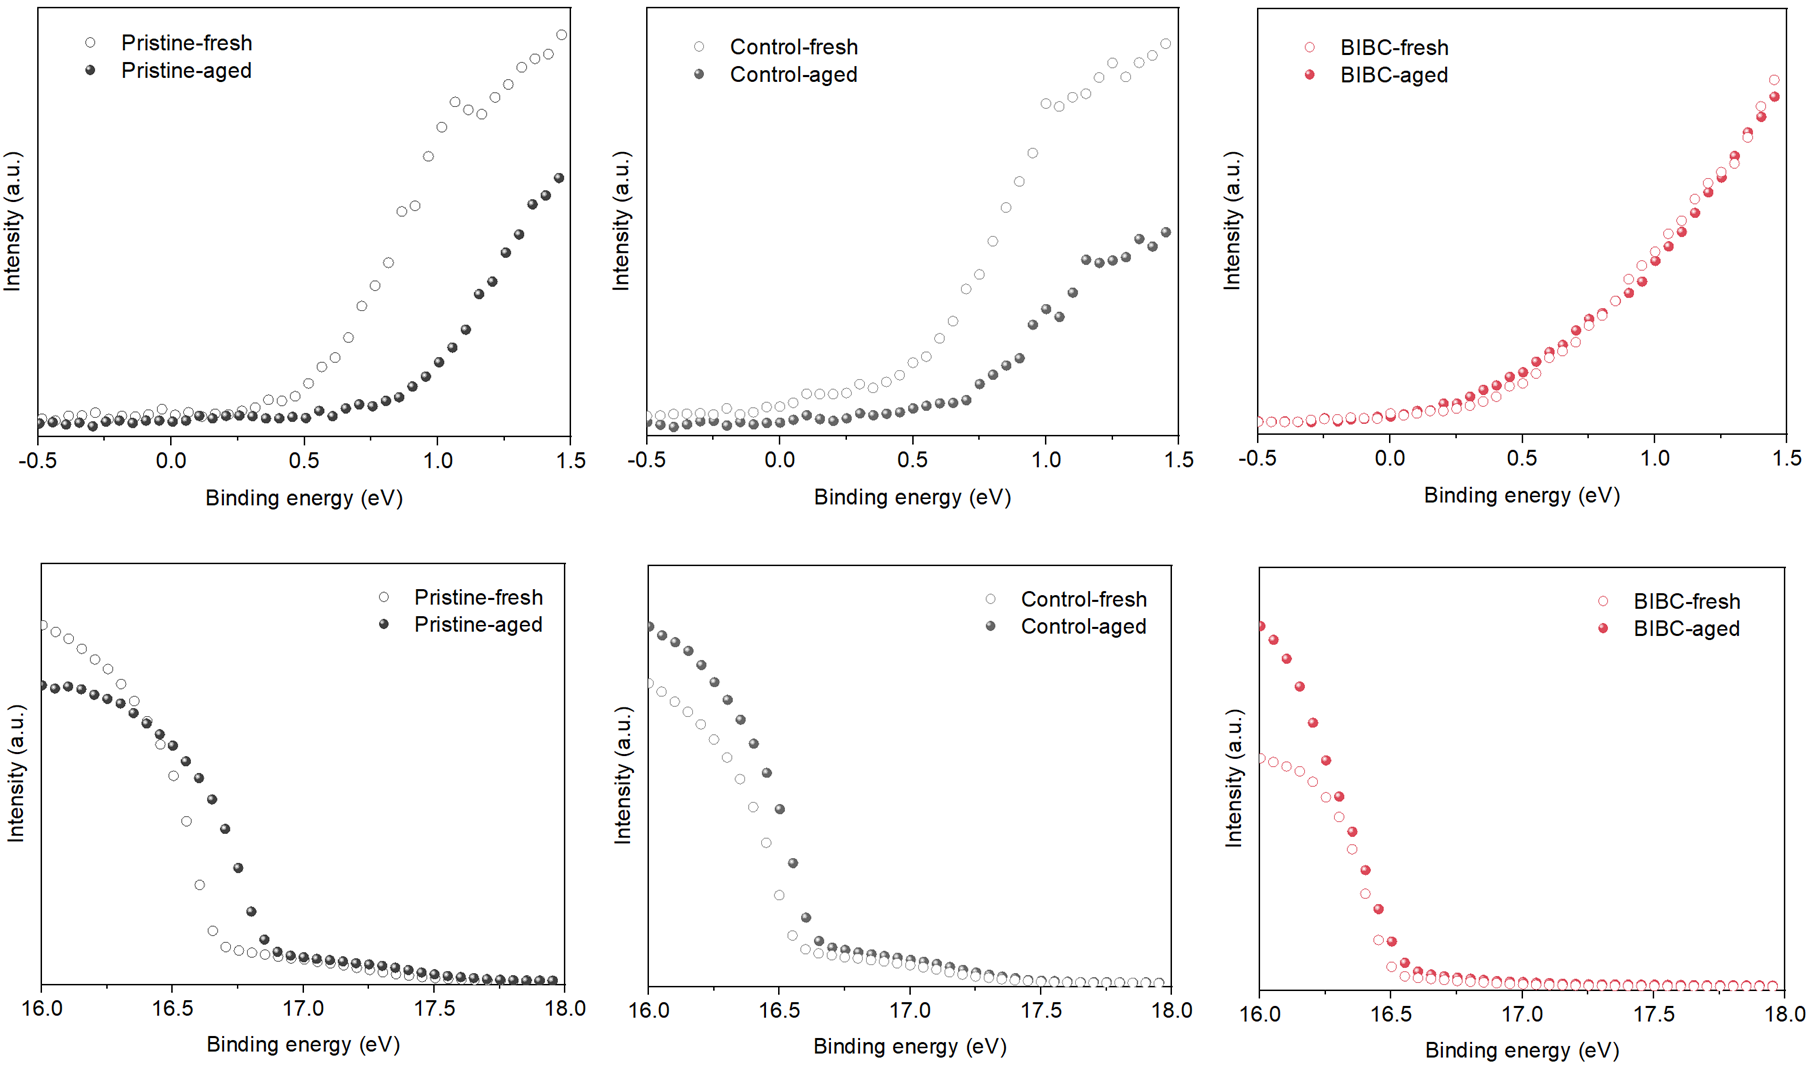 Pristine-fresh
Pristine-aged
Intensity (a.u.)
-0.5 0.0 0.5 1.0 1.5
Binding energy (eV)
Control-fresh
Control-aged
Intensity (a.u.)
-0.5 0.0 0.5 1.0 1.5
Binding energy (eV)
BIBC-fresh
BIBC-aged
Intensity (a.u.)
-0.5 0.0 0.5 1.0 1.5
Binding energy (eV)
Pristine-fresh
Pristine-aged
Intensity (a.u.)
16.0 16.5 17.0 17.5 18.0
Binding energy (eV)
Control-fresh
Control-aged
Intensity (a.u.)
16.0 16.5 17.0 17.5 18.0
Binding energy (eV)
BIBC-fresh
BIBC-aged
Intensity (a.u.)
16.0 16.5 17.0 17.5 18.0
Binding energy (eV)